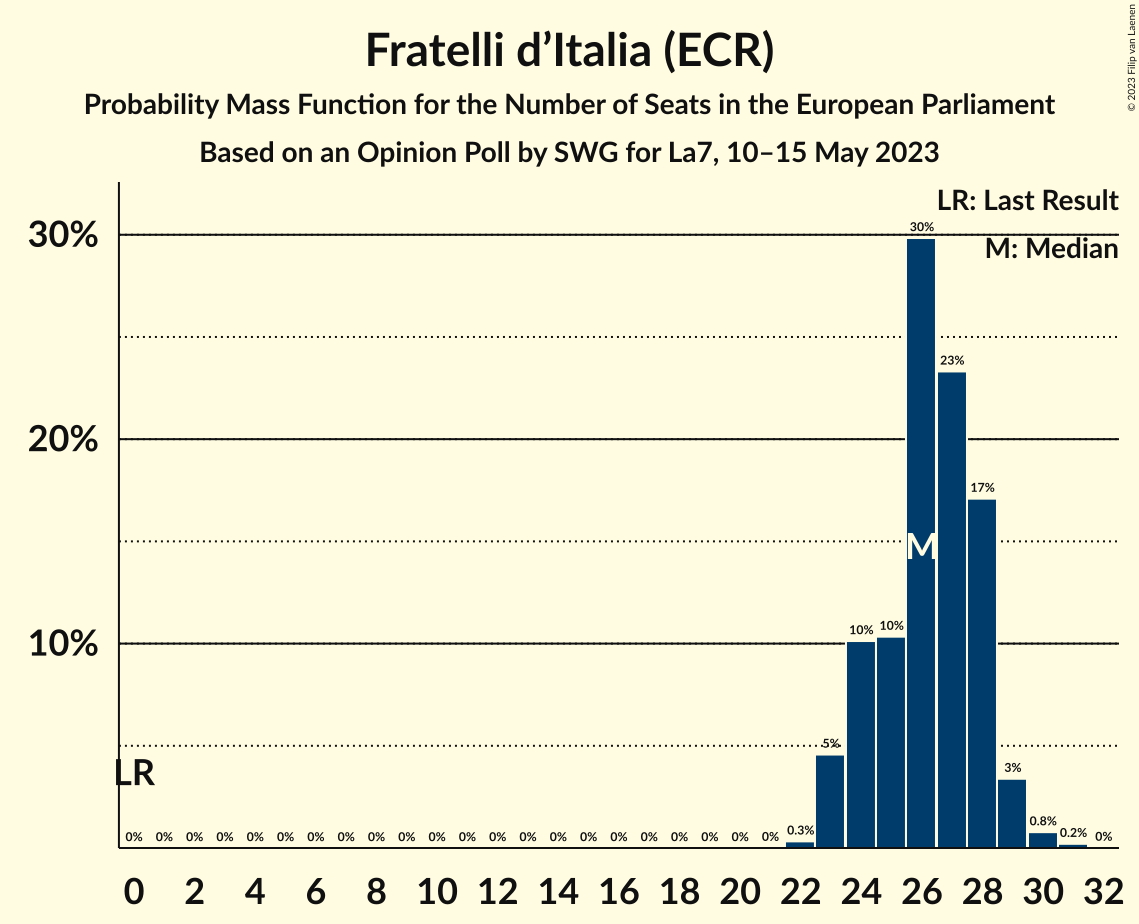 Fratelli d’Italia (ECR)
Probability Mass Function for the Number of Seats in the European Parliament
Based on an Opinion Poll by SWG for La7, 10–15 May 2023
© 2023 Filip van Laenen
LR: Last Result
M: Median
30%
20%
10%
30%
23%
17%
10%
10%
5%
3%
0.8%
0.3%
0.2%
M
LR
0% 0% 0% 0% 0% 0% 0% 0% 0% 0% 0% 0% 0% 0% 0% 0% 0% 0% 0% 0% 0% 0% 0%
0 2 4 6 8 10 12 14 16 18 20 22 24 26 28 30 32